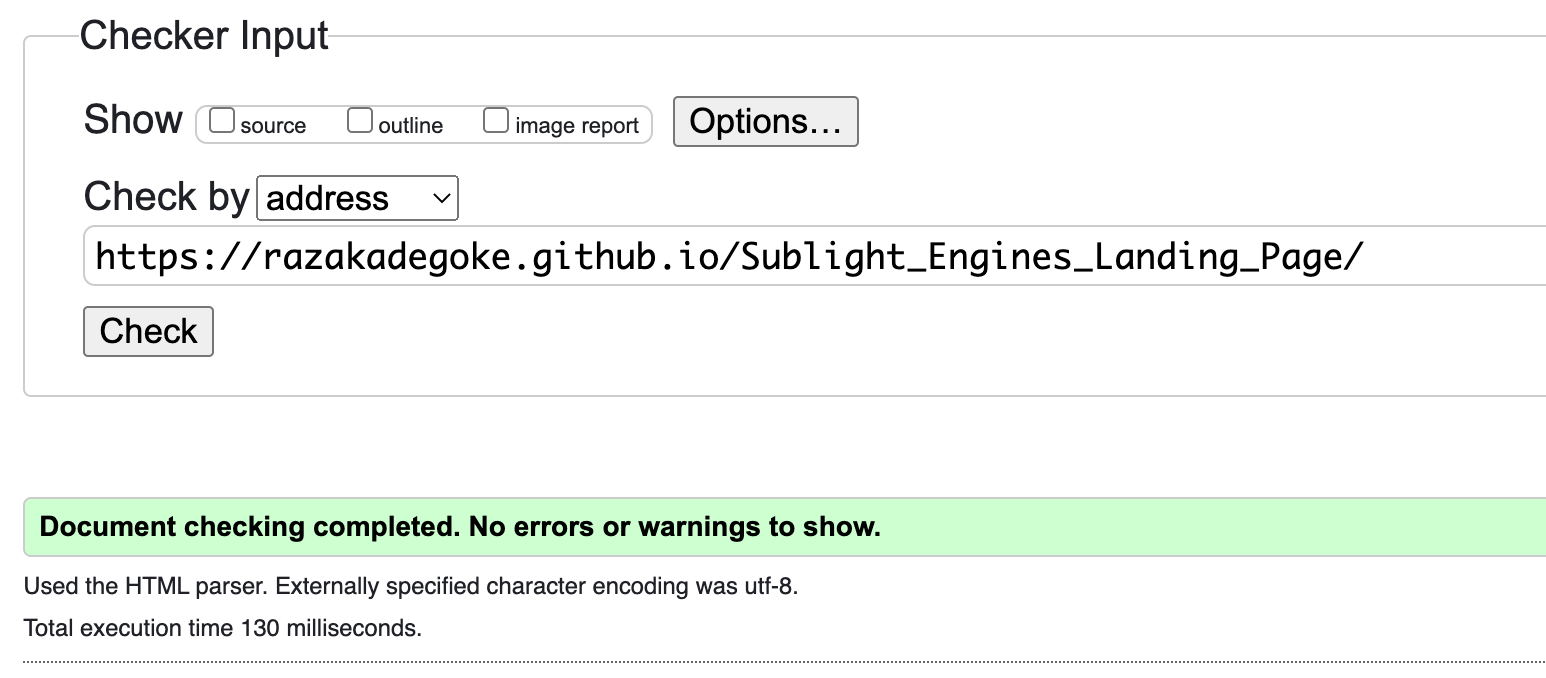 Checker Input
Show source outline image report Options...
Check by address
https://razakadegoke.github.io/Sublight_Engines_Landing_Page/
Check
Document checking completed. No errors or warnings to show.
Used the HTML parser. Externally specified character encoding was utf-8.
Total execution time 130 milliseconds.